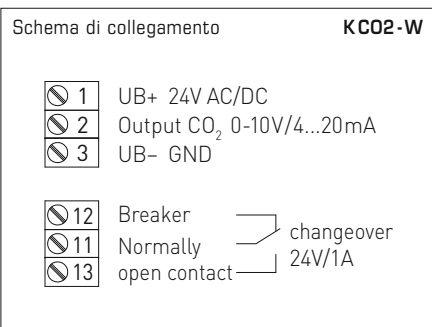 Schema di collegamento KCO2-W
1 UB+ 24V AC/DC
2 Output CO₂ 0-10V/4...20mA
3 UB– GND
12 Breaker
11 Normally
13 open contact
changeover
24V/1A